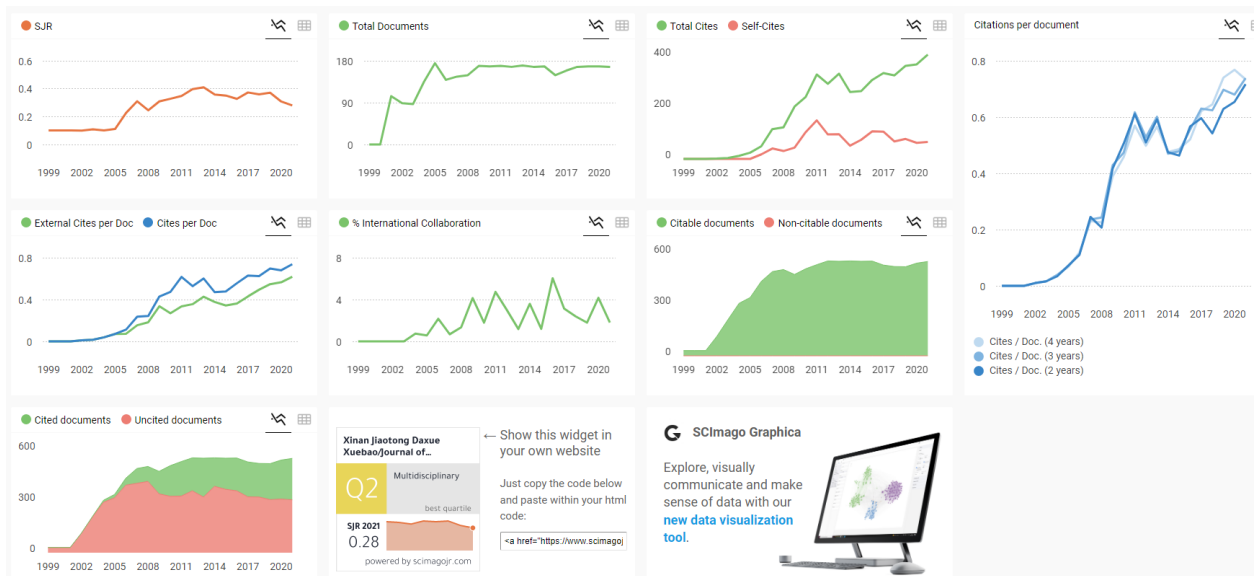 SJR
0.6
0.4
0.2
0
1999 2002 2005 2008 2011 2014 2017 2020
Total Documents
180
90
0
1999 2002 2005 2008 2011 2014 2017 2020
Total Cites Self-Cites
400
200
0
1999 2002 2005 2008 2011 2014 2017 2020
Citations per document
0.8
0.6
0.4
0.2
0
1999 2002 2005 2008 2011 2014 2017 2020
Cites / Doc. (4 years)
Cites / Doc. (3 years)
Cites / Doc. (2 years)
External Cites per Doc Cites per Doc
0.8
0.4
0
1999 2002 2005 2008 2011 2014 2017 2020
% International Collaboration
8
4
0
1999 2002 2005 2008 2011 2014 2017 2020
Citable documents Non-citable documents
600
300
0
1999 2002 2005 2008 2011 2014 2017 2020
Cited documents Uncited documents
600
300
0
1999 2002 2005 2008 2011 2014 2017 2020
Xinan Jiaotong Daxue
Xuebao/Journal of...
Q2
Multidisciplinary
best quartile
SJR 2021
0.28
powered by scimagojr.com
← Show this widget in
your own website
Just copy the code below
and paste within your html
code:
<a href="https://www.scimagoj
SCImago Graphica
Explore, visually
communicate and make
sense of data with our
new data visualization
tool.